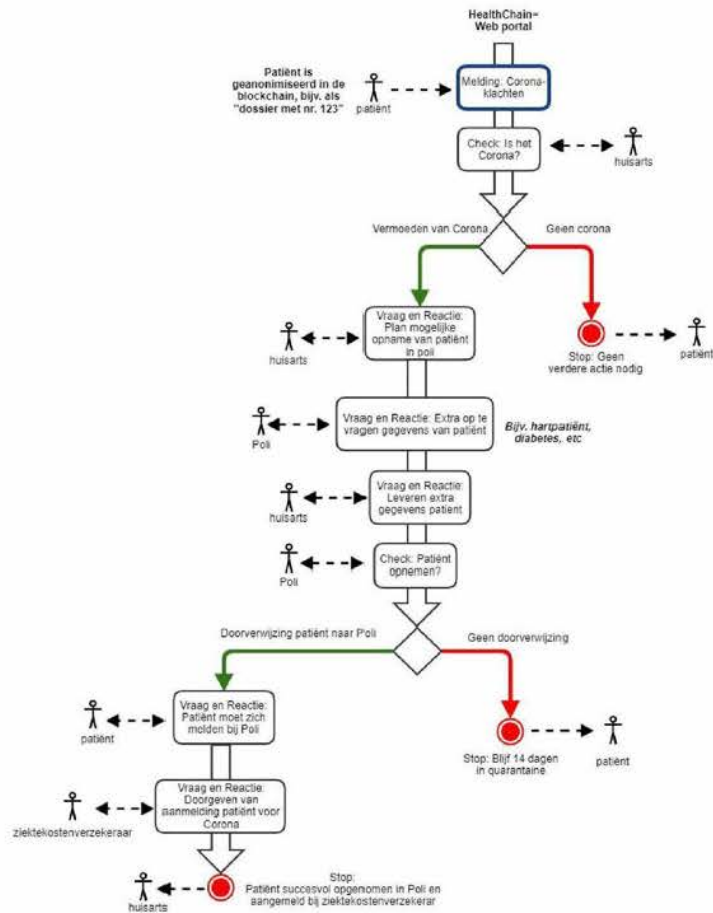 HealthChain=
Web portal
Patiënt is
geanonimiseerd in de
blockchain, bijv. als
"dossier met nr. 123"
patiënt
Melding: Corona-
klachten
Check: Is het
Corona?
huisarts
Vermoeden van Corona
Geen corona
Vraag en Reactie:
Plan mogelijke
opname van patiënt
in poli
huisarts
Stop: Geen
verdere actie nodig
patiënt
Vraag en Reactie: Extra op te
vragen gegevens van patiënt
Poli
Bijv. hartpatiënt,
diabetes, etc
Vraag en Reactie:
Leveren extra
gegevens patient
huisarts
Check: Patiënt
opnemen?
Poli
Doorverwijzing patiënt naar Poli
Geen doorverwijzing
Vraag en Reactie:
Patiënt moet zich
melden bij Poli
patiënt
Stop: Blijf 14 dagen
in quarantaine
patiënt
Vraag en Reactie:
Doorgeven van
aanmelding patiënt voor
Corona
ziektekostenverzekeraar
Stop:
Patiënt succesvol opgenomen in Poli en
aangemeld bij ziektekostenverzekerar
huisarts